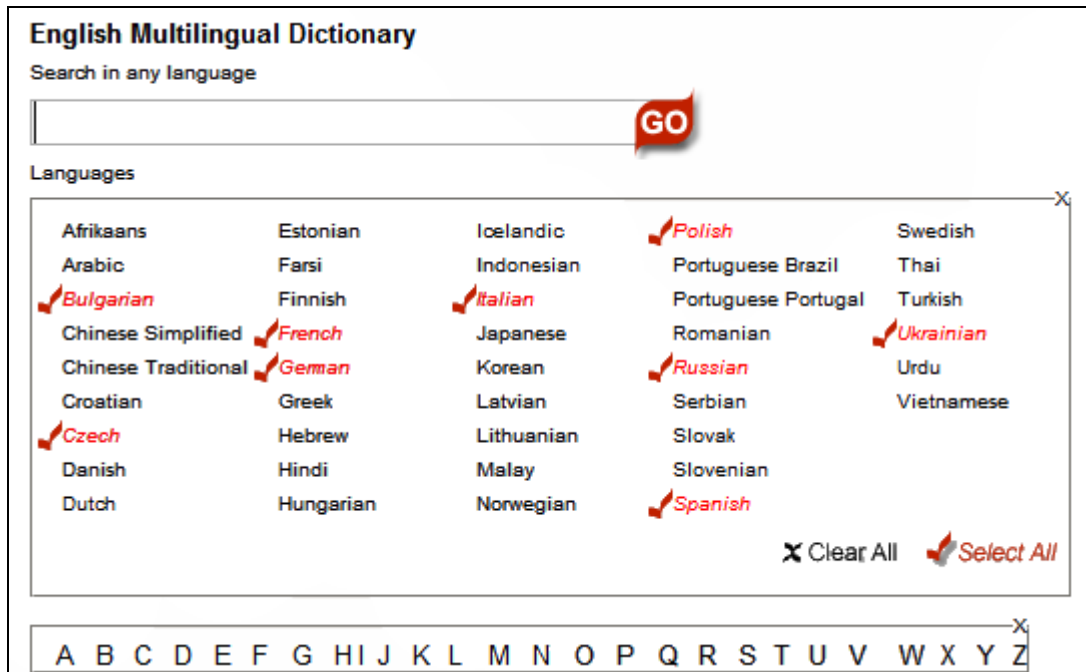 English Multilingual Dictionary
Search in any language
GO
Languages
X
Afrikaans Estonian Icelandic Polish Swedish
Arabic Farsi Indonesian Portuguese Brazil Thai
Bulgarian Finnish Italian Portuguese Portugal Turkish
Chinese Simplified French Japanese Romanian Ukrainian
Chinese Traditional German Korean Russian Urdu
Croatian Greek Latvian Serbian Vietnamese
Czech Hebrew Lithuanian Slovak
Danish Hindi Malay Slovenian
Dutch Hungarian Norwegian Spanish
X Clear All Select All
X
A B C D E F G H I J K L M N O P Q R S T U V W X Y Z